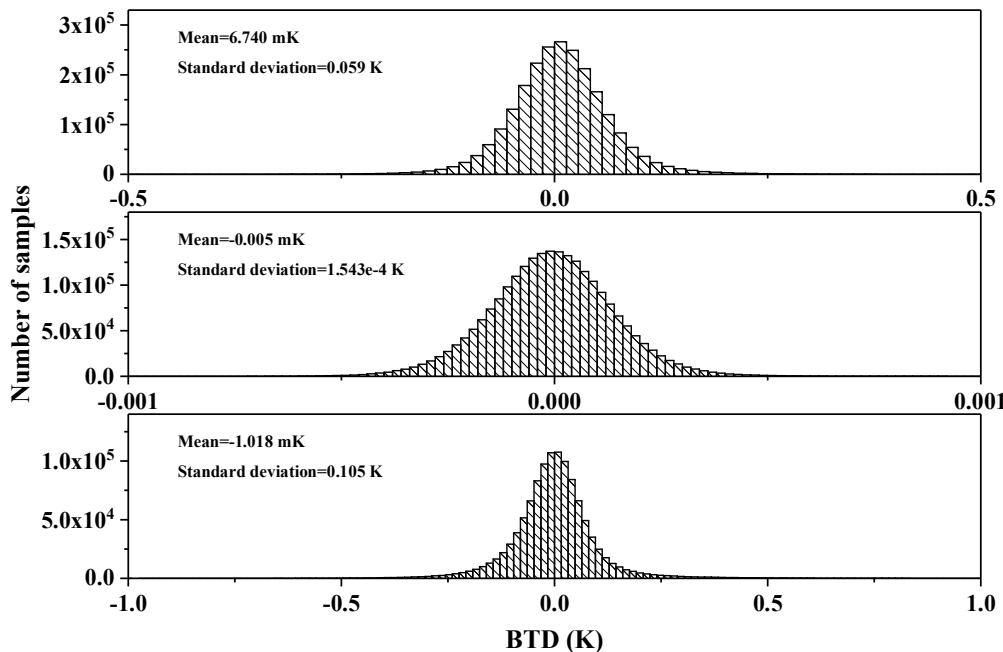 3x10^5
Mean=6.740 mK
Standard deviation=0.059 K
2x10^5
1x10^5
0
-0.5 0.0 0.5
Number of samples
1.5x10^5
Mean=-0.005 mK
Standard deviation=1.543e-4 K
1.0x10^5
5.0x10^4
0.0
-0.001 0.000 0.001
Mean=-1.018 mK
1.0x10^5
Standard deviation=0.105 K
5.0x10^4
0.0
-1.0 -0.5 0.0 0.5 1.0
BTD (K)